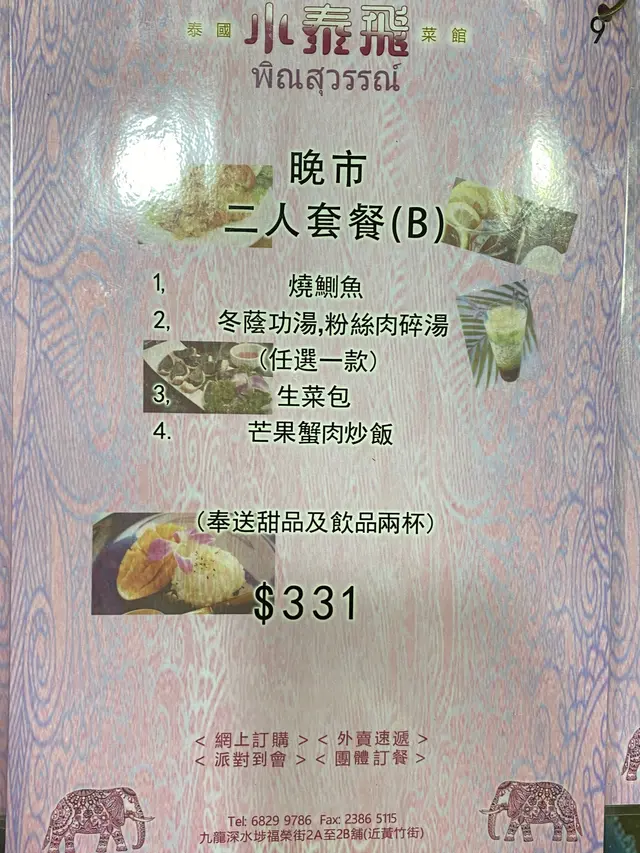 9
泰國 小泰飛 菜館
พิณสุวรรณ์
晚市
二人套餐(B)
1, 燒鰂魚
2, 冬蔭功湯,粉絲肉碎湯
(任選一款)
3, 生菜包
4. 芒果蟹肉炒飯
(奉送甜品及飲品兩杯)
$331
< 網上訂購 > < 外賣速遞 >
< 派對到會 > < 團體訂餐 >
Tel: 6829 9786 Fax: 2386 5115
九龍深水埗福榮街2A至2B舖(近黃竹街)